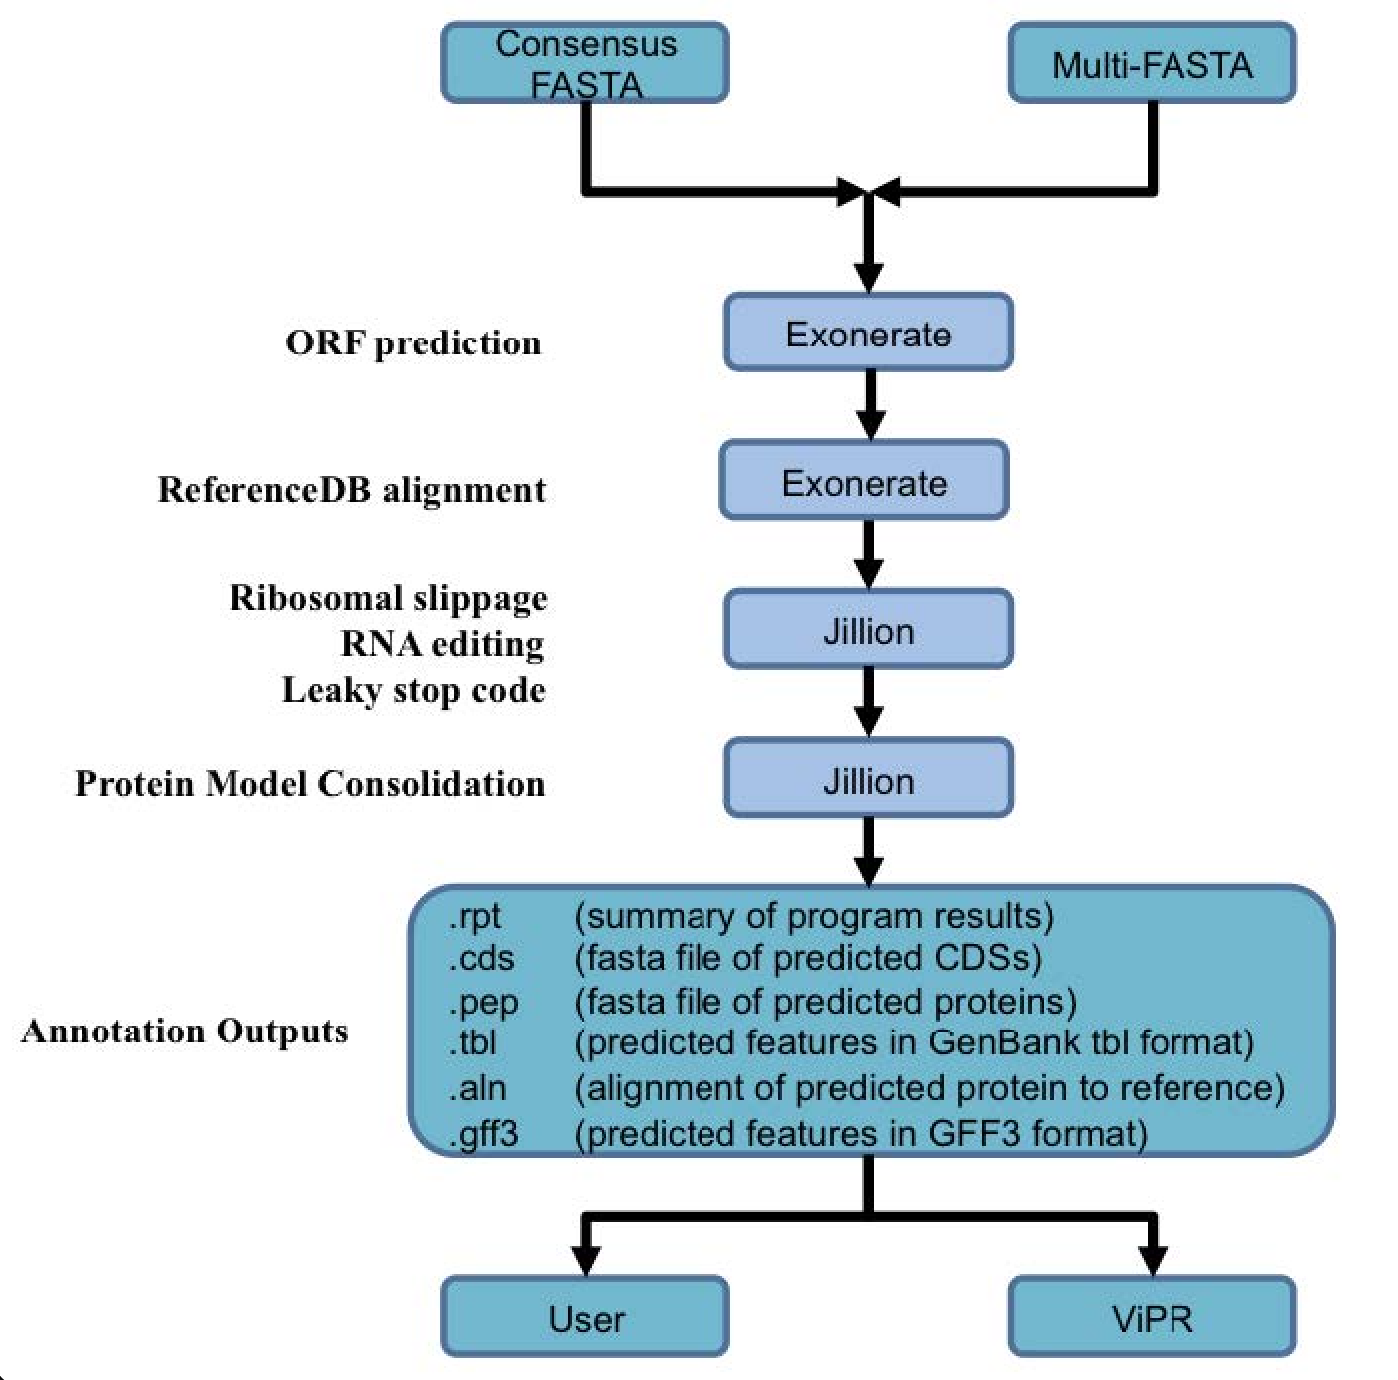 Consensus
FASTA
Multi-FASTA
ORF prediction
Exonerate
ReferenceDB alignment
Exonerate
Ribosomal slippage
RNA editing
Leaky stop code
Jillion
Protein Model Consolidation
Jillion
Annotation Outputs
.rpt (summary of program results)
.cds (fasta file of predicted CDSs)
.pep (fasta file of predicted proteins)
.tbl (predicted features in GenBank tbl format)
.aln (alignment of predicted protein to reference)
.gff3 (predicted features in GFF3 format)
User
ViPR